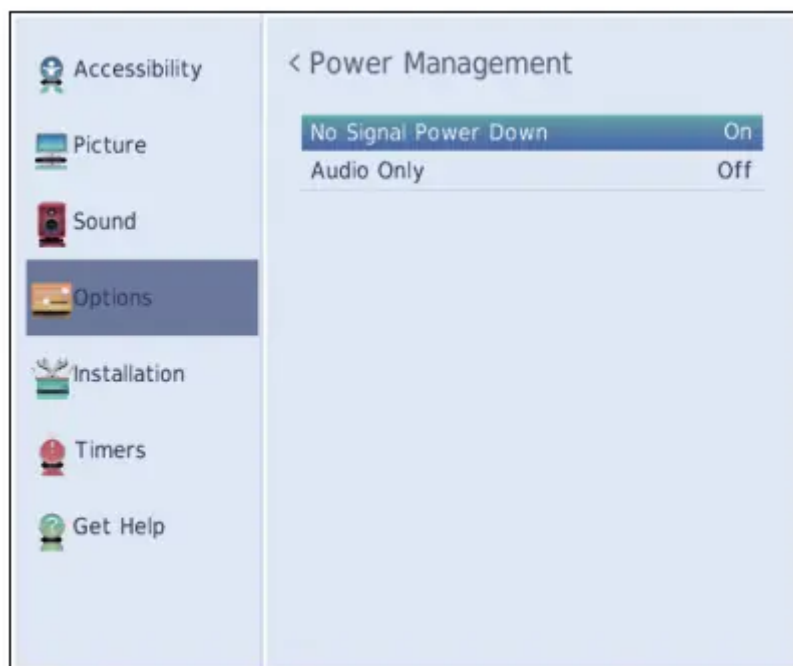 Accessibility
Picture
Sound
Options
Installation
Timers
Get Help
< Power Management
No Signal Power Down On
Audio Only Off